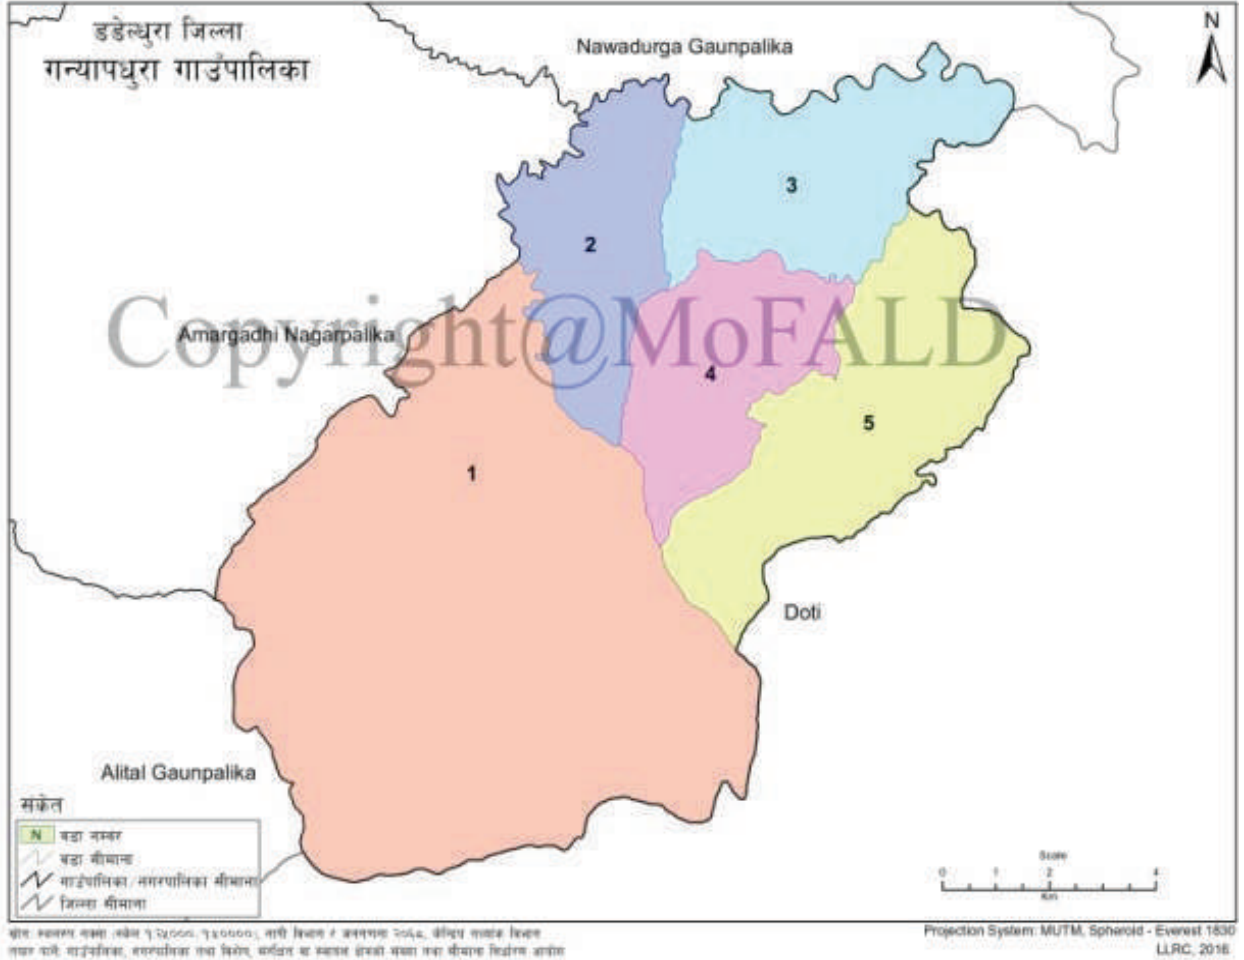 डडेल्धुरा जिल्ला
गन्यापधुरा गाउंपालिका
N
Nawadurga Gaunpalika
3
2
Copyright@MoFALD
Amargadhi Nagarpalika
4
5
1
Doti
Alital Gaunpalika
संकेत
N वडा नम्बर
वडा सीमाना
गाउंपालिका/नगरपालिका सीमाना
जिल्ला सीमाना
Scale
0 1 2 4
Km
Projection System: MUTM, Spheroid - Everest 1830
LLRC, 2016